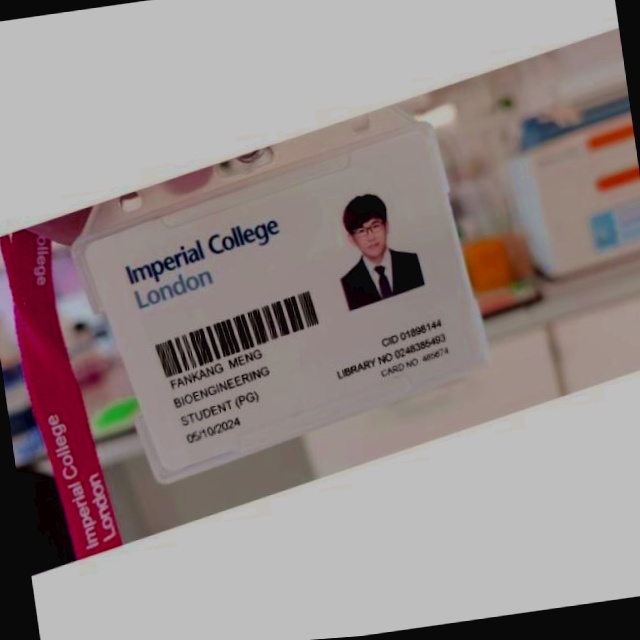 Imperial College
London
FANKANG MENG
BIOENGINEERING
STUDENT (PG)
05/10/2024
CID 01898144
LIBRARY NO 0246385493
CARD NO 485674
College
Imperial College
London